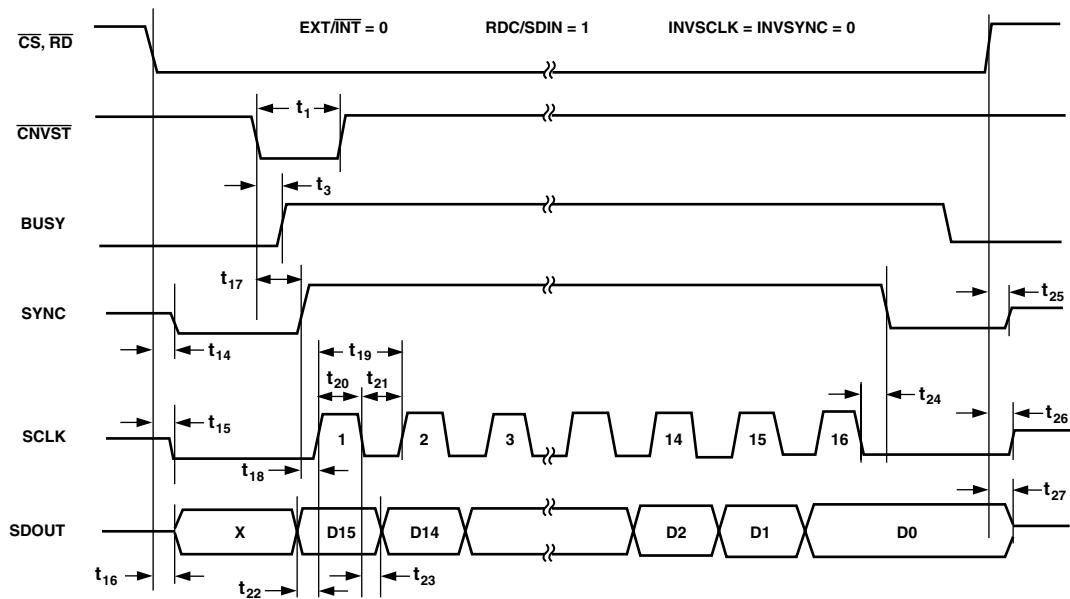 EXT/INT = 0 RDC/SDIN = 1 INVSCLK = INVSYNC = 0
CS, RD
t1
CNVST
t3
BUSY
t17
SYNC
t25
t14
t19
t20 t21
t24
t15
t26
SCLK
1 2 3 14 15 16
t18
t27
SDOUT
X D15 D14 D2 D1 D0
t16
t22
t23